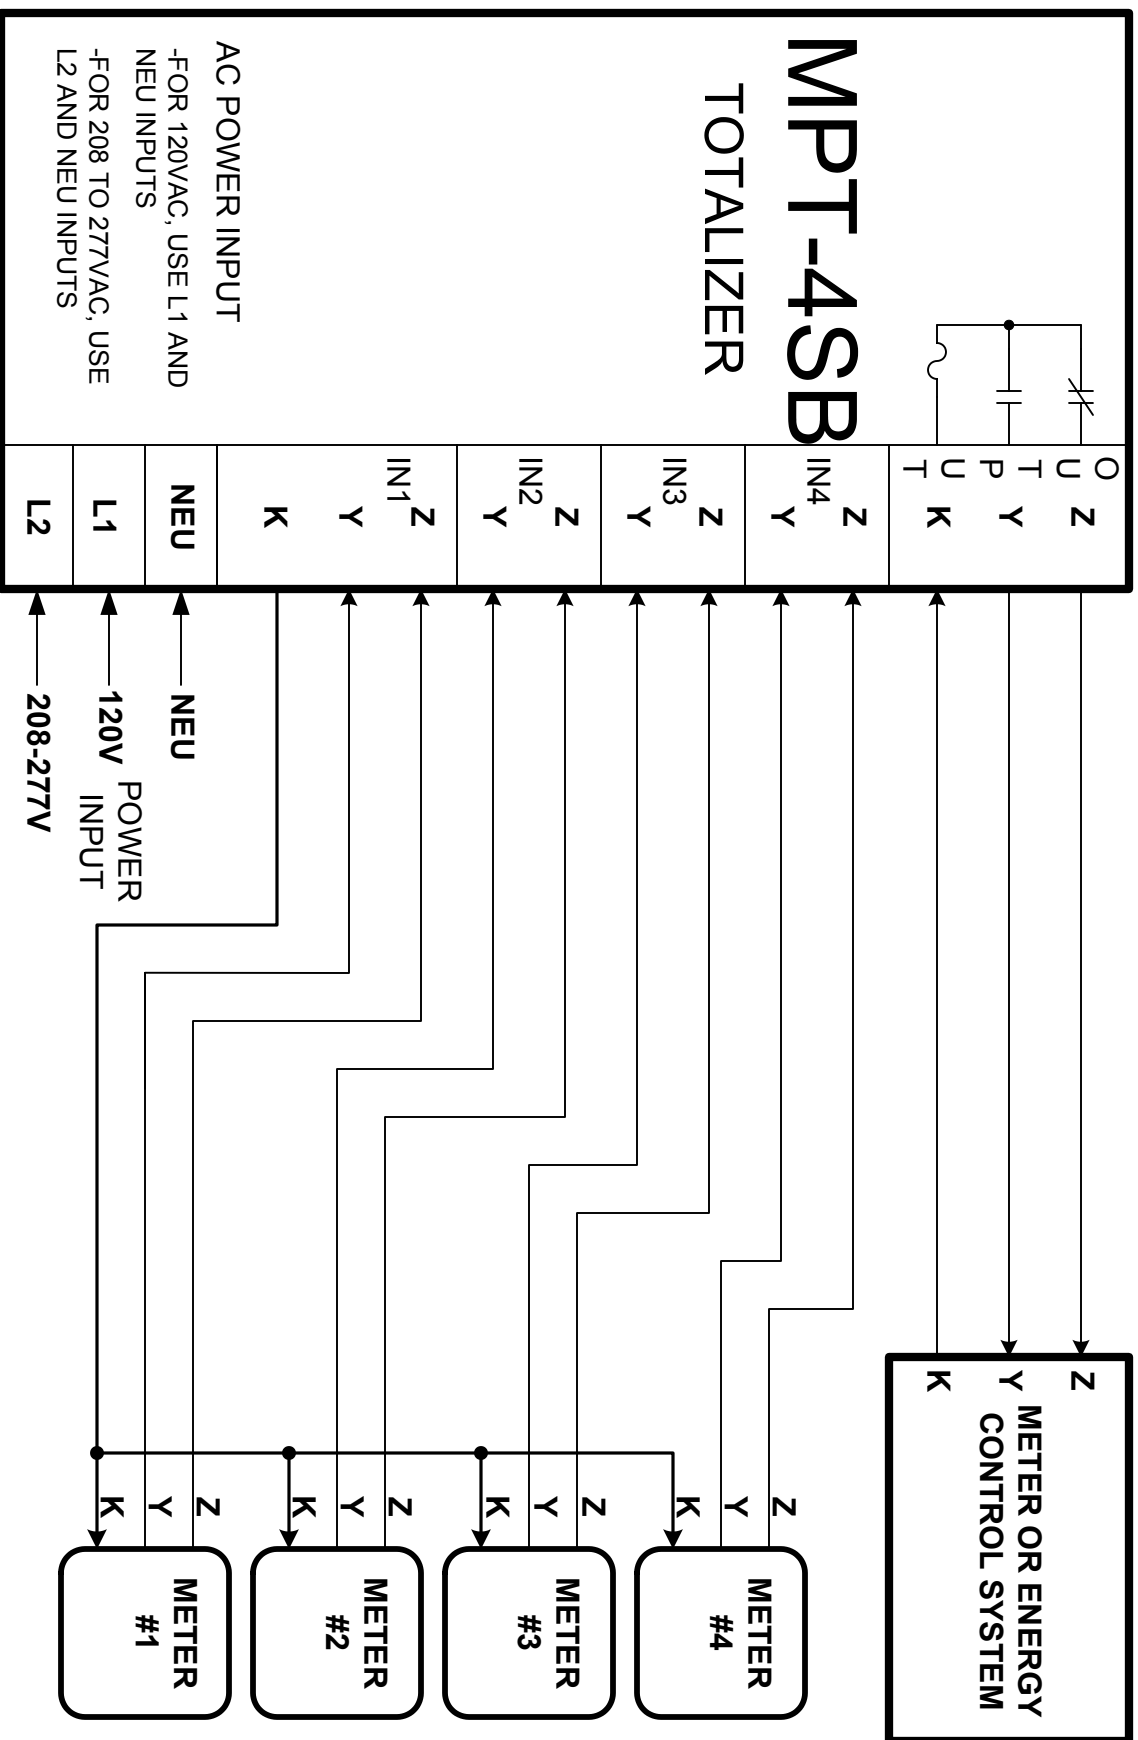 MPT-4SB
TOTALIZER
AC POWER INPUT
-FOR 120VAC, USE L1 AND
NEU INPUTS
-FOR 208 TO 277VAC, USE
L2 AND NEU INPUTS
OUTPUT
Z
Y
K
IN4
Z
Y
IN3
Z
Y
IN2
Z
Y
IN1
Z
Y
K
NEU
L1
L2
NEU
120V
208-277V
POWER
INPUT
Z
Y
K
METER OR ENERGY
CONTROL SYSTEM
Z
Y
K
METER
#4
Z
Y
K
METER
#3
Z
Y
K
METER
#2
Z
Y
K
METER
#1